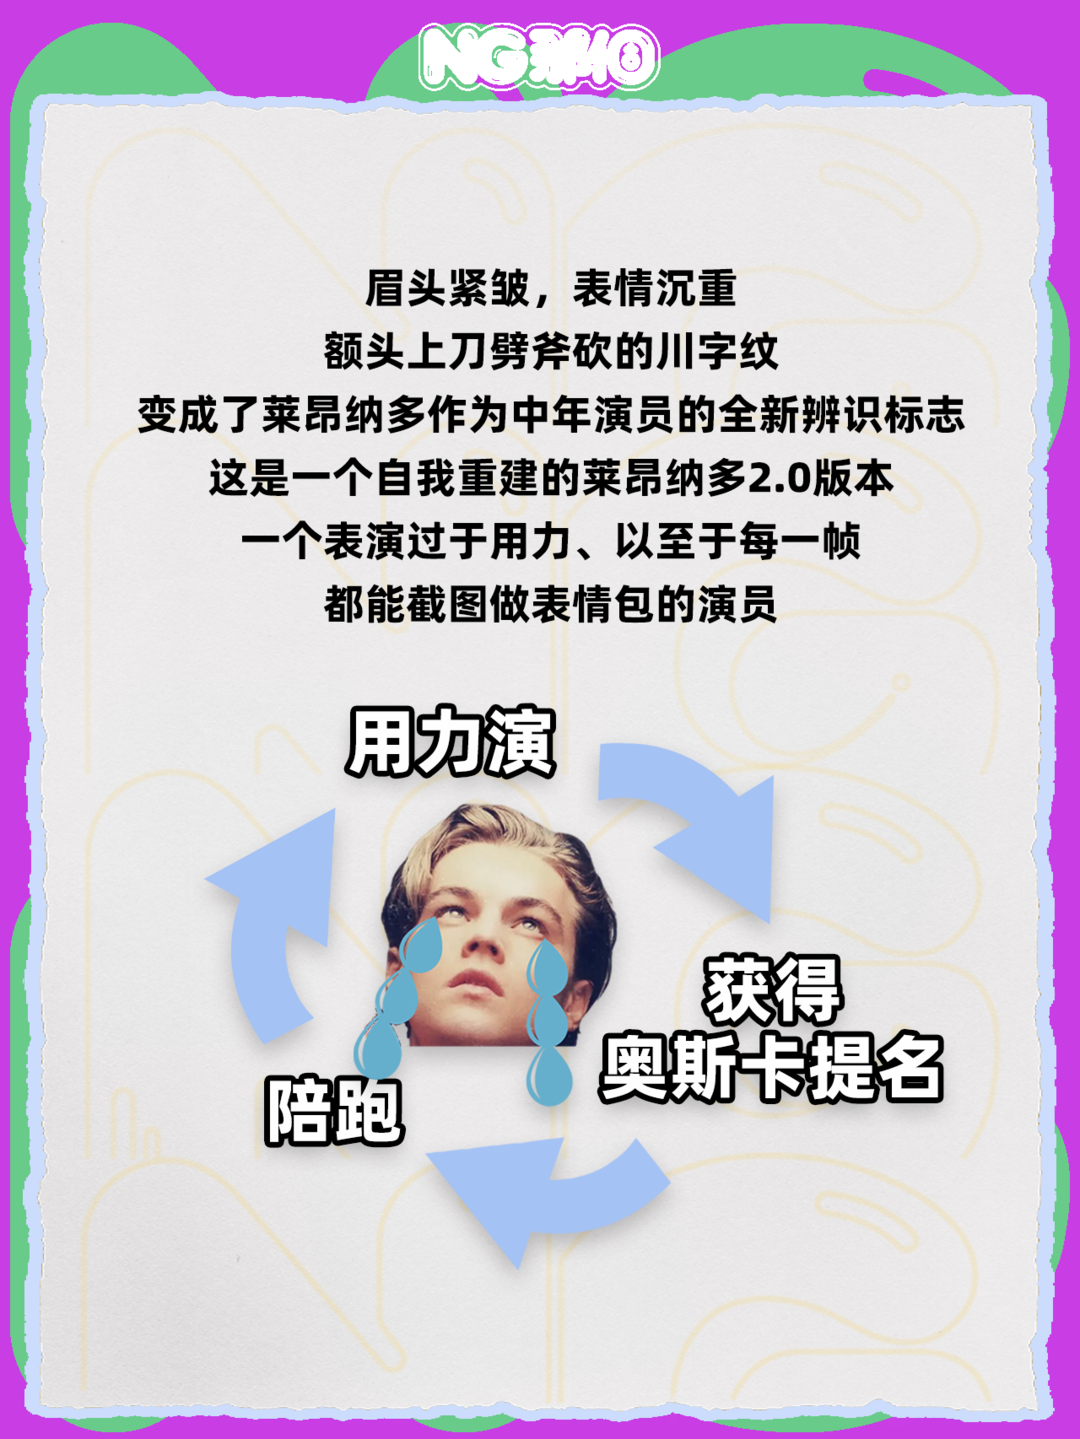 眉头紧皱，表情沉重
额头上刀劈斧砍的川字纹
变成了莱昂纳多作为中年演员的全新辨识标志
这是一个自我重建的莱昂纳多2.0版本
一个表演过于用力、以至于每一帧
都能截图做表情包的演员
用力演
获得
奥斯卡提名
陪跑